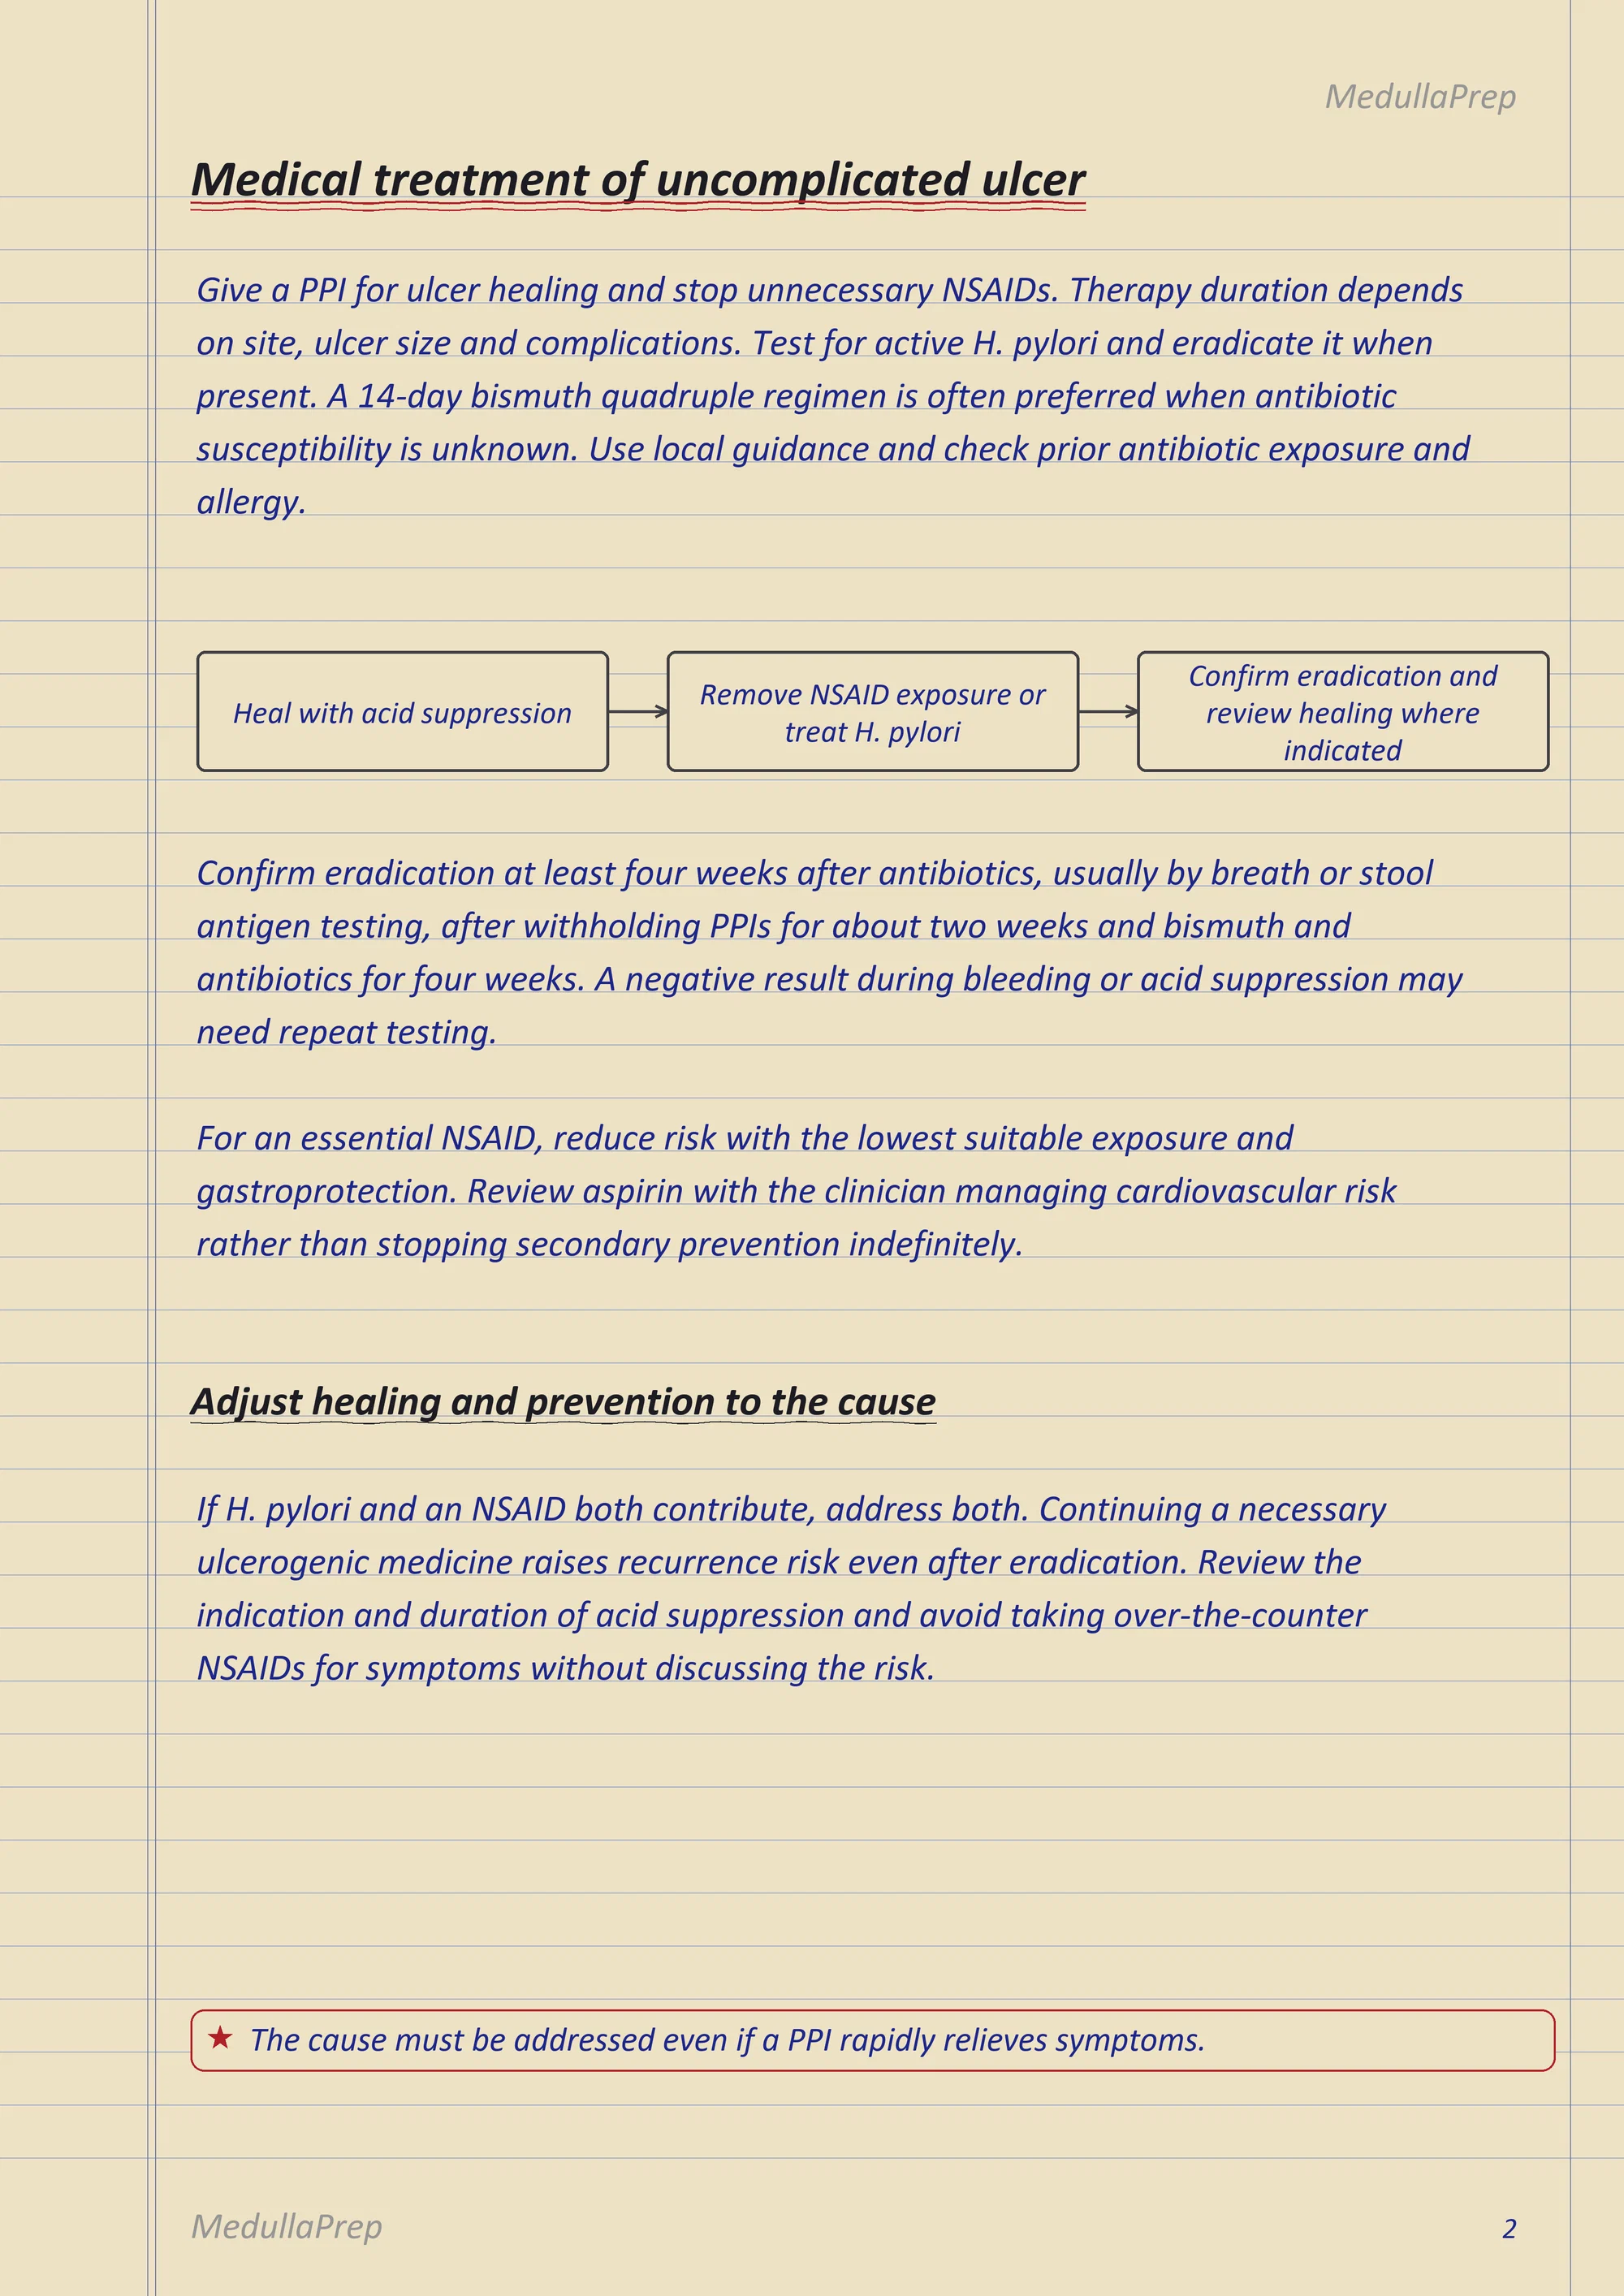 MedullaPrep
Medical treatment of uncomplicated ulcer
Give a PPI for ulcer healing and stop unnecessary NSAIDs. Therapy duration depends
on site, ulcer size and complications. Test for active H. pylori and eradicate it when
present. A 14-day bismuth quadruple regimen is often preferred when antibiotic
susceptibility is unknown. Use local guidance and check prior antibiotic exposure and
allergy.
Heal with acid suppression
Remove NSAID exposure or
treat H. pylori
Confirm eradication and
review healing where
indicated
Confirm eradication at least four weeks after antibiotics, usually by breath or stool
antigen testing, after withholding PPIs for about two weeks and bismuth and
antibiotics for four weeks. A negative result during bleeding or acid suppression may
need repeat testing.
For an essential NSAID, reduce risk with the lowest suitable exposure and
gastroprotection. Review aspirin with the clinician managing cardiovascular risk
rather than stopping secondary prevention indefinitely.
Adjust healing and prevention to the cause
If H. pylori and an NSAID both contribute, address both. Continuing a necessary
ulcerogenic medicine raises recurrence risk even after eradication. Review the
indication and duration of acid suppression and avoid taking over-the-counter
NSAIDs for symptoms without discussing the risk.
★ The cause must be addressed even if a PPI rapidly relieves symptoms.
MedullaPrep
2